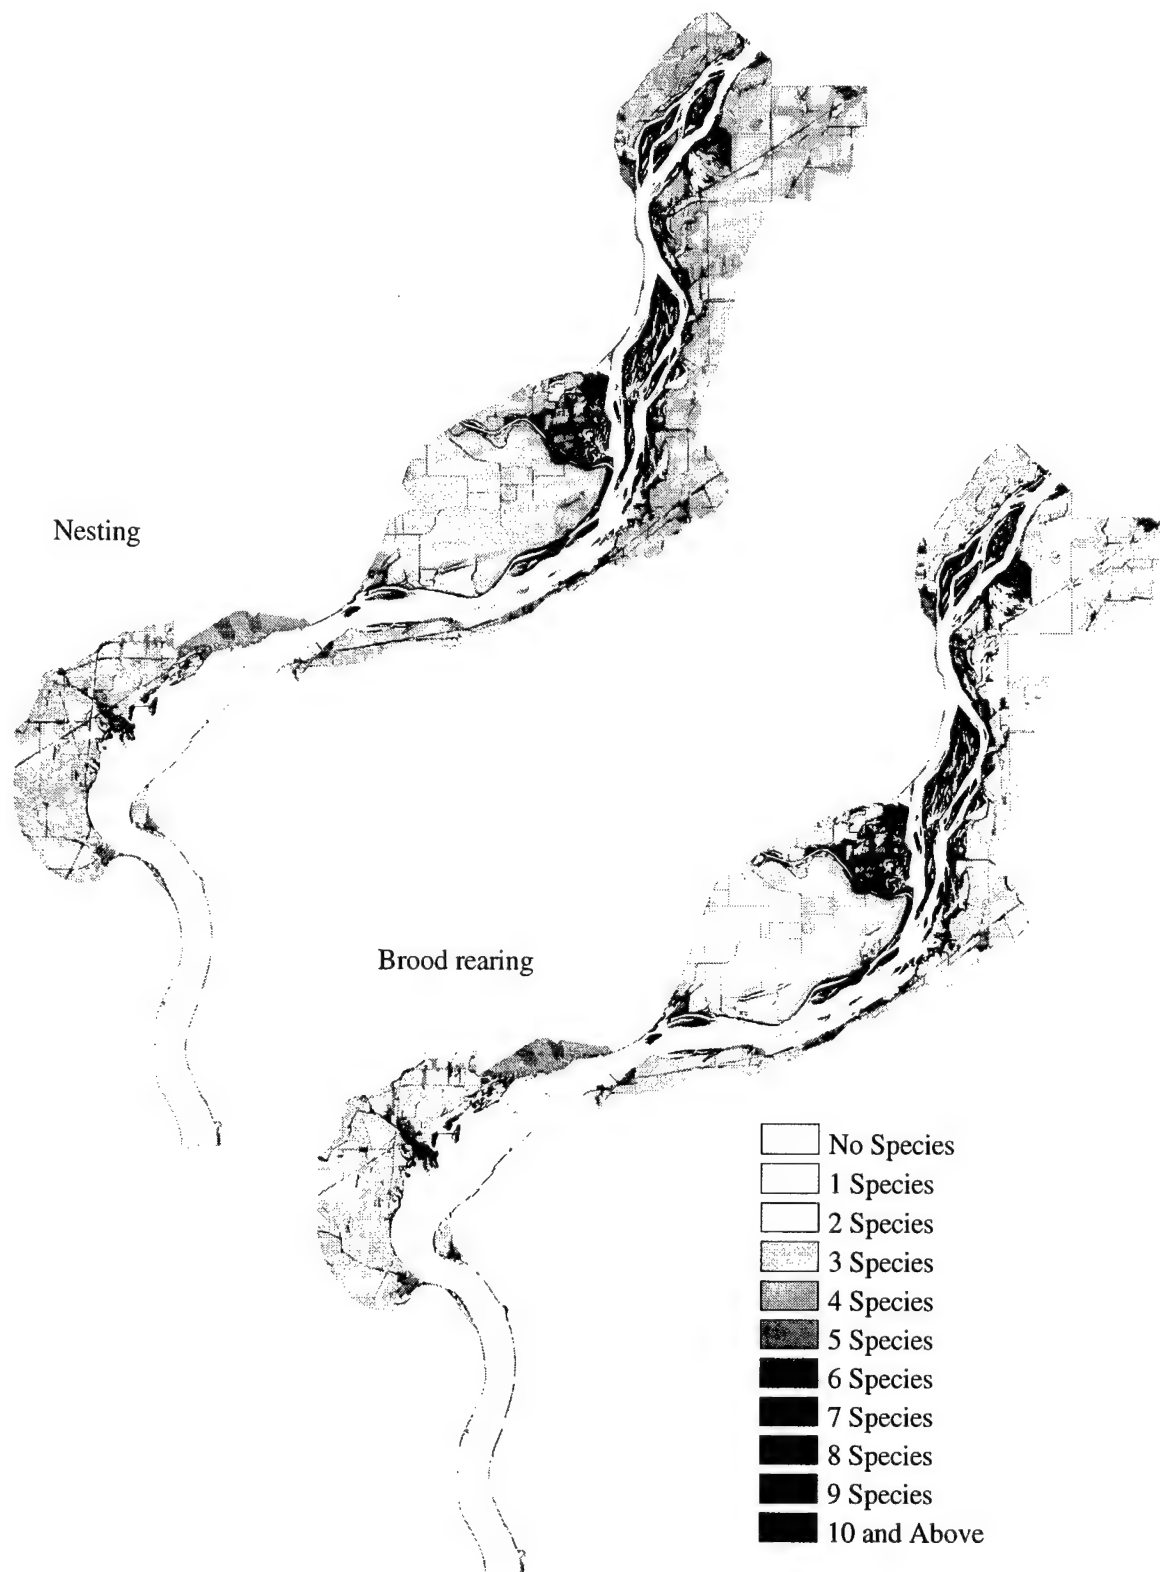 Nesting
Brood rearing
No Species
1 Species
2 Species
3 Species
4 Species
5 Species
6 Species
7 Species
8 Species
9 Species
10 and Above